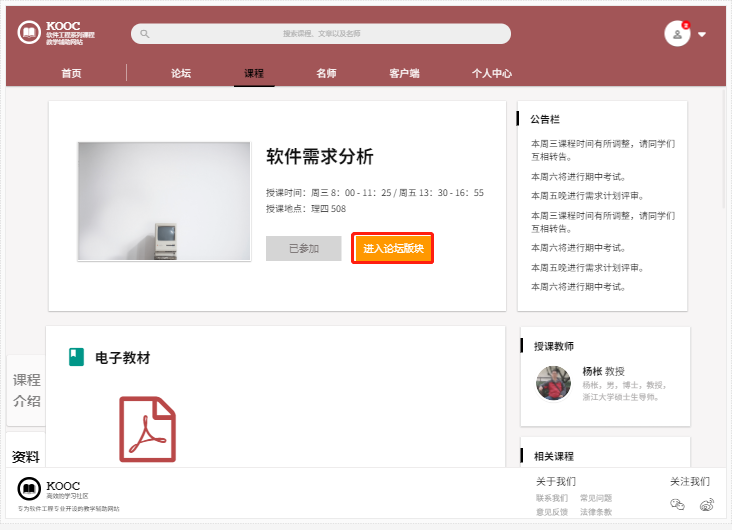 KOOC
软件工程系列课程
教学辅助网站
搜索课程、文章以及名师
首页
论坛
课程
名师
客户端
个人中心
软件需求分析
授课时间：周三 8：00 - 11：25 / 周五 13：30 - 16：55
授课地点：理四 508
已参加
进入论坛版块
公告栏
本周三课程时间有所调整，请同学们
互相转告。
本周六将进行期中考试。
本周五晚进行需求计划评审。
本周三课程时间有所调整，请同学们
互相转告。
本周六将进行期中考试。
本周五晚进行需求计划评审。
本周六将进行期中考试。
课程
介绍
资料
电子教材
授课教师
杨枨 教授
杨枨，男，博士，教授，
浙江大学硕士生导师。
相关课程
KOOC
高效的学习社区
专为软件工程专业开设的教学辅助网站
关于我们
联系我们
常见问题
意见反馈
法律条教
关注我们